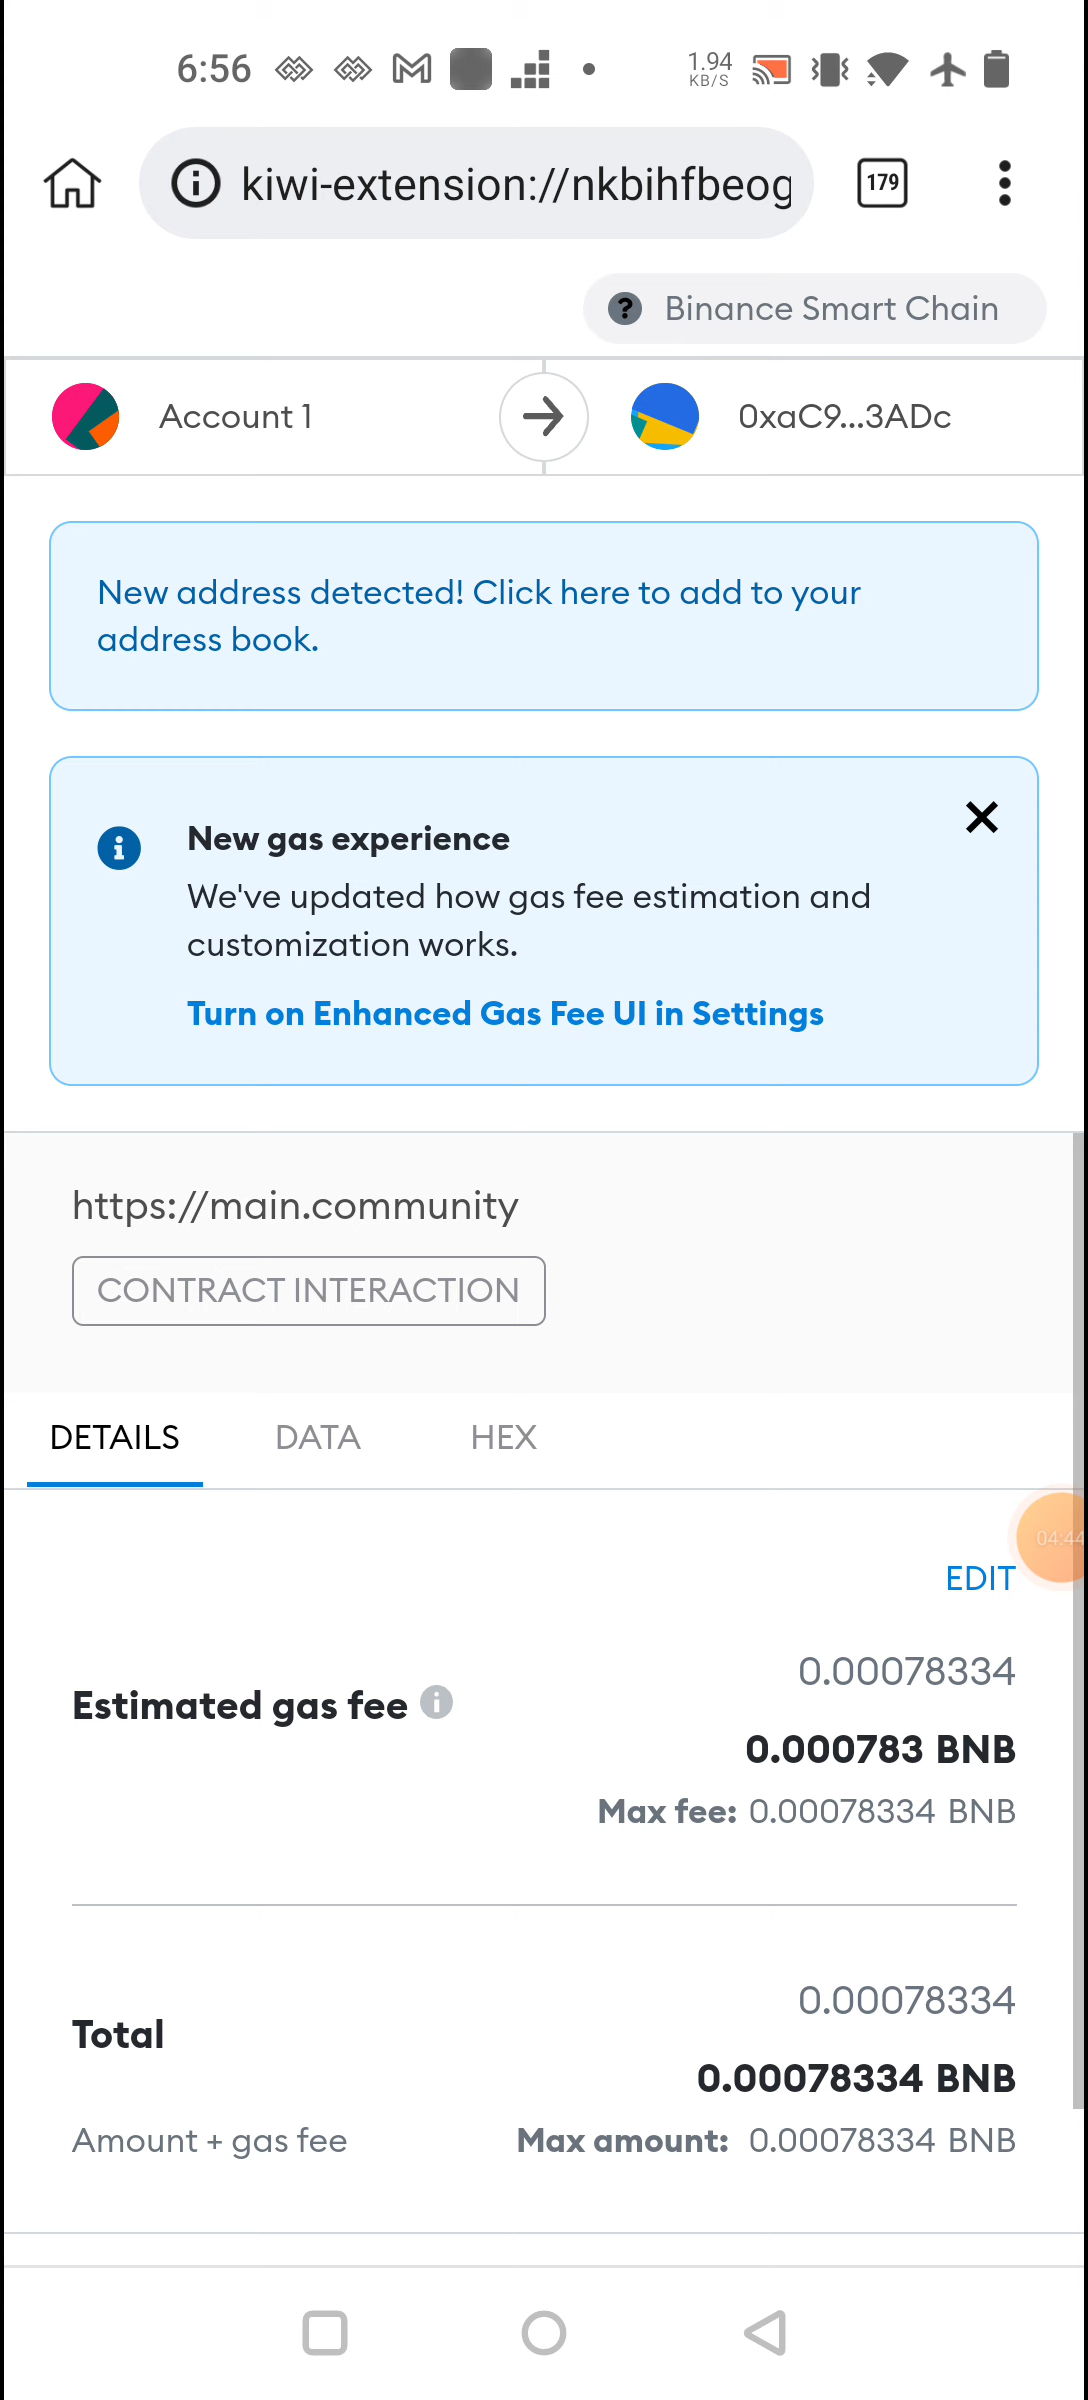 6:56
1.94
KB/S
kiwi-extension://nkbihfbeog
179
? Binance Smart Chain
Account 1
0xaC9...3ADc
New address detected! Click here to add to your
address book.
New gas experience
We've updated how gas fee estimation and
customization works.
Turn on Enhanced Gas Fee UI in Settings
https://main.community
CONTRACT INTERACTION
DETAILS
DATA
HEX
04:44
EDIT
0.00078334
Estimated gas fee
0.000783 BNB
Max fee: 0.00078334 BNB
0.00078334
Total
0.00078334 BNB
Amount + gas fee
Max amount: 0.00078334 BNB